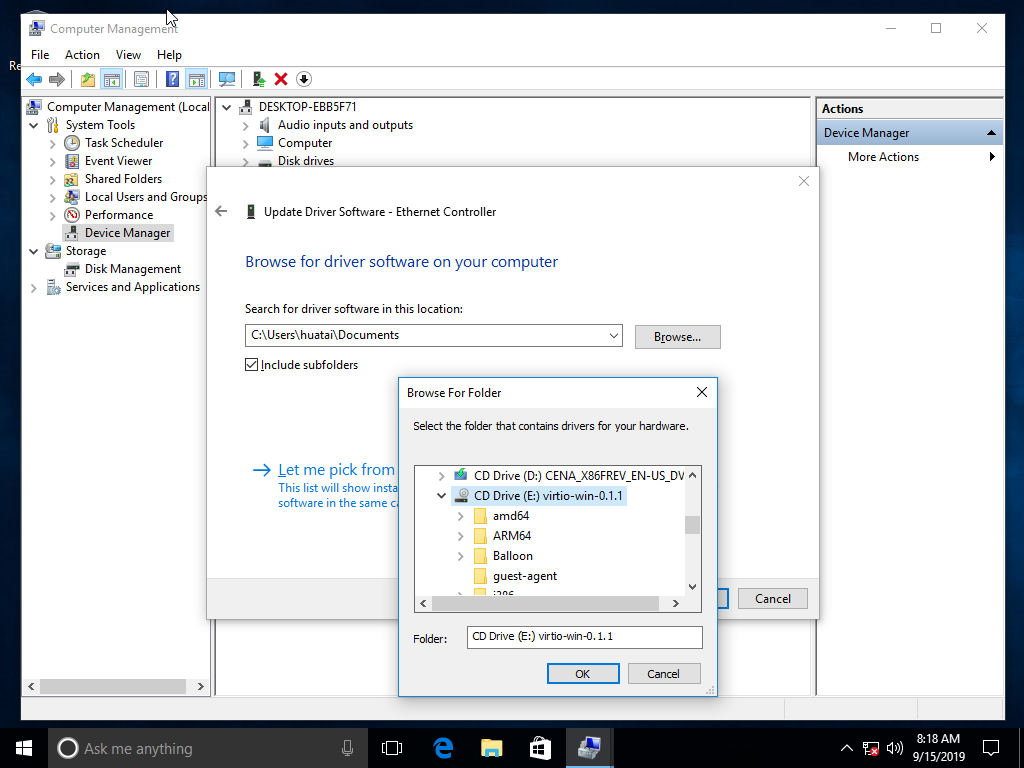 Computer Management
Re
File Action View Help
Computer Management (Local
System Tools
Task Scheduler
Event Viewer
Shared Folders
Local Users and Groups
Performance
Device Manager
Storage
Disk Management
Services and Applications
DESKTOP-EBB5F71
Audio inputs and outputs
Computer
Disk drives
Actions
Device Manager
More Actions
Update Driver Software - Ethernet Controller
Browse for driver software on your computer
Search for driver software in this location:
C:\Users\huatai\Documents
Browse...
Include subfolders
Let me pick from
This list will show insta
software in the same ca
Cancel
Browse For Folder
Select the folder that contains drivers for your hardware.
CD Drive (D:) CENA_X86FREV_EN-US_DV
CD Drive (E:) virtio-win-0.1.1
amd64
ARM64
Balloon
guest-agent
i386
Folder:
CD Drive (E:) virtio-win-0.1.1
OK
Cancel
Ask me anything
8:18 AM
9/15/2019